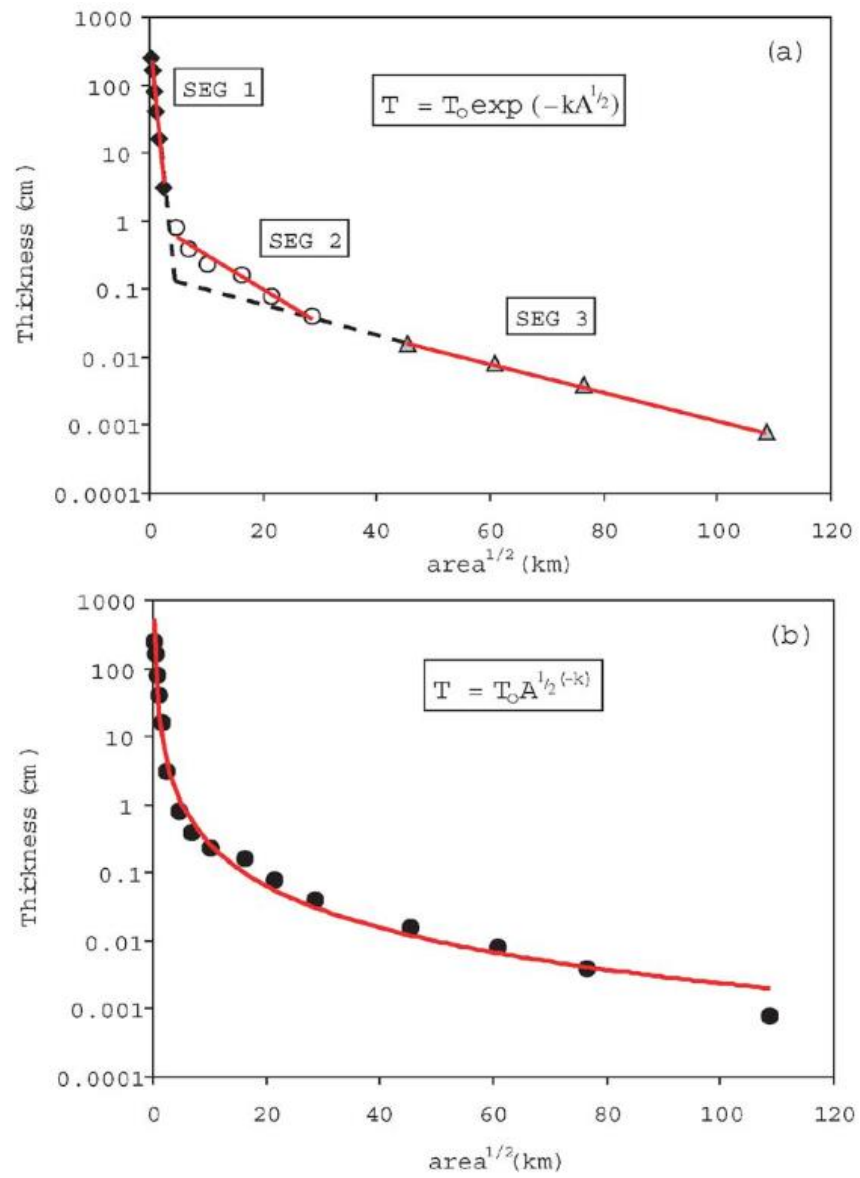 1000
(a)
SEG 1
T = T₀exp (-kA^1/2)
100
10
Thickness (cm)
1
SEG 2
0.1
SEG 3
0.01
0.001
0.0001
0 20 40 60 80 100 120
area^1/2 (km)
1000
(b)
100
T = T₀A^1/2 (-k)
10
Thickness (cm)
1
0.1
0.01
0.001
0.0001
0 20 40 60 80 100 120
area^1/2 (km)